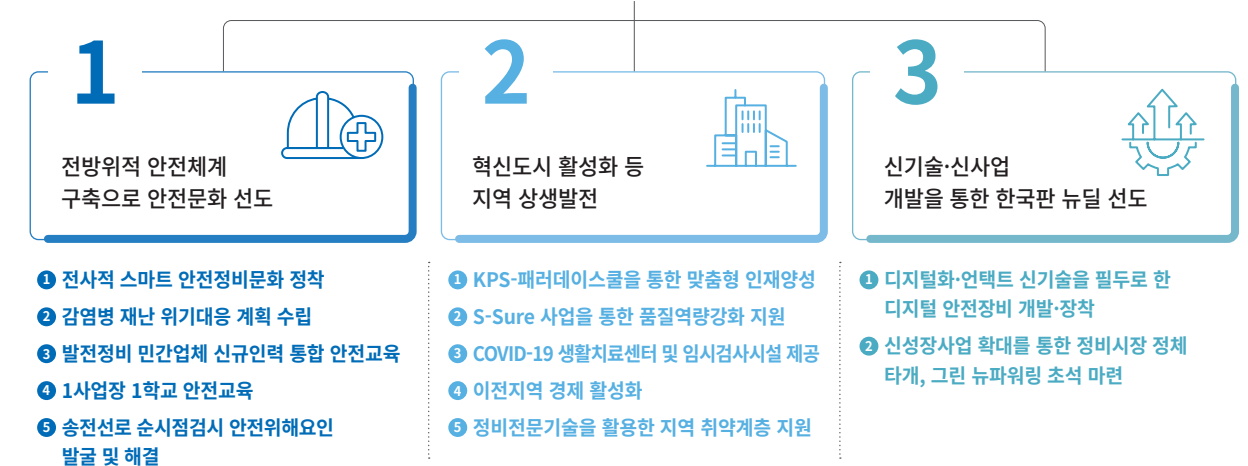 1
전방위적 안전체계
구축으로 안전문화 선도
❶ 전사적 스마트 안전정비문화 정착
❷ 감염병 재난 위기대응 계획 수립
❸ 발전정비 민간업체 신규인력 통합 안전교육
❹ 1사업장 1학교 안전교육
❺ 송전선로 순시점검시 안전위해요인
발굴 및 해결
2
혁신도시 활성화 등
지역 상생발전
❶ KPS-패러데이스쿨을 통한 맞춤형 인재양성
❷ S-Sure 사업을 통한 품질역량강화 지원
❸ COVID-19 생활치료센터 및 임시검사시설 제공
❹ 이전지역 경제 활성화
❺ 정비전문기술을 활용한 지역 취약계층 지원
3
신기술·신사업
개발을 통한 한국판 뉴딜 선도
❶ 디지털화·언택트 신기술을 필두로 한
디지털 안전장비 개발·장착
❷ 신성장사업 확대를 통한 정비시장 정체
타개, 그린 뉴파워링 초석 마련